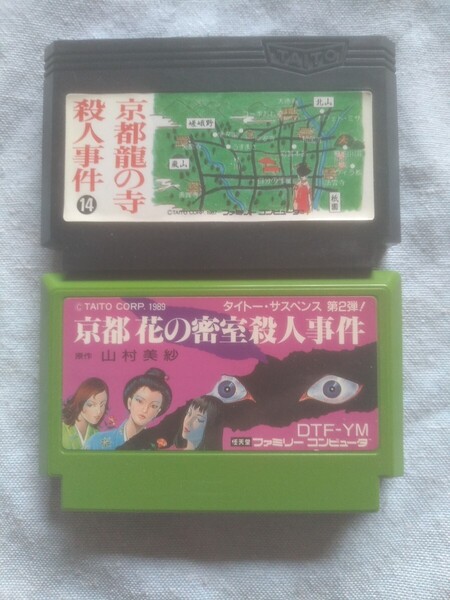 TAITO
京都龍の寺
殺人事件
14
北山
嵯峨野
嵐山
祇園
©TAITO CORP.
ファミリーコンピュータ
© TAITO CORP. 1989
タイトー・サスペンス 第2弾!
京都 花の密室殺人事件
原作 山村美紗
DTF-YM
任天堂 ファミリーコンピュータ